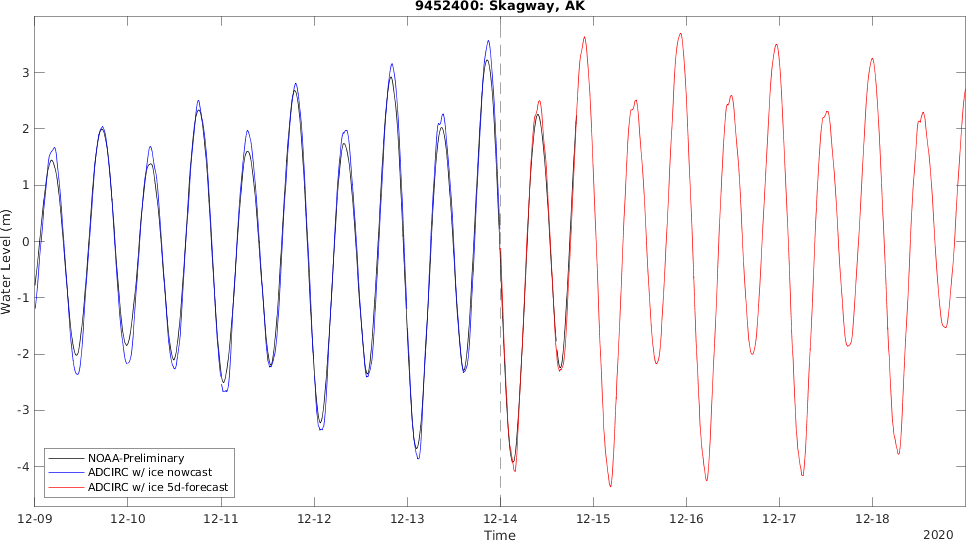 9452400: Skagway, AK
Water Level (m)
3
2
1
0
-1
-2
-3
-4
NOAA-Preliminary
ADCIRC w/ ice nowcast
ADCIRC w/ ice 5d-forecast
12-09 12-10 12-11 12-12 12-13 12-14 12-15 12-16 12-17 12-18
Time
2020